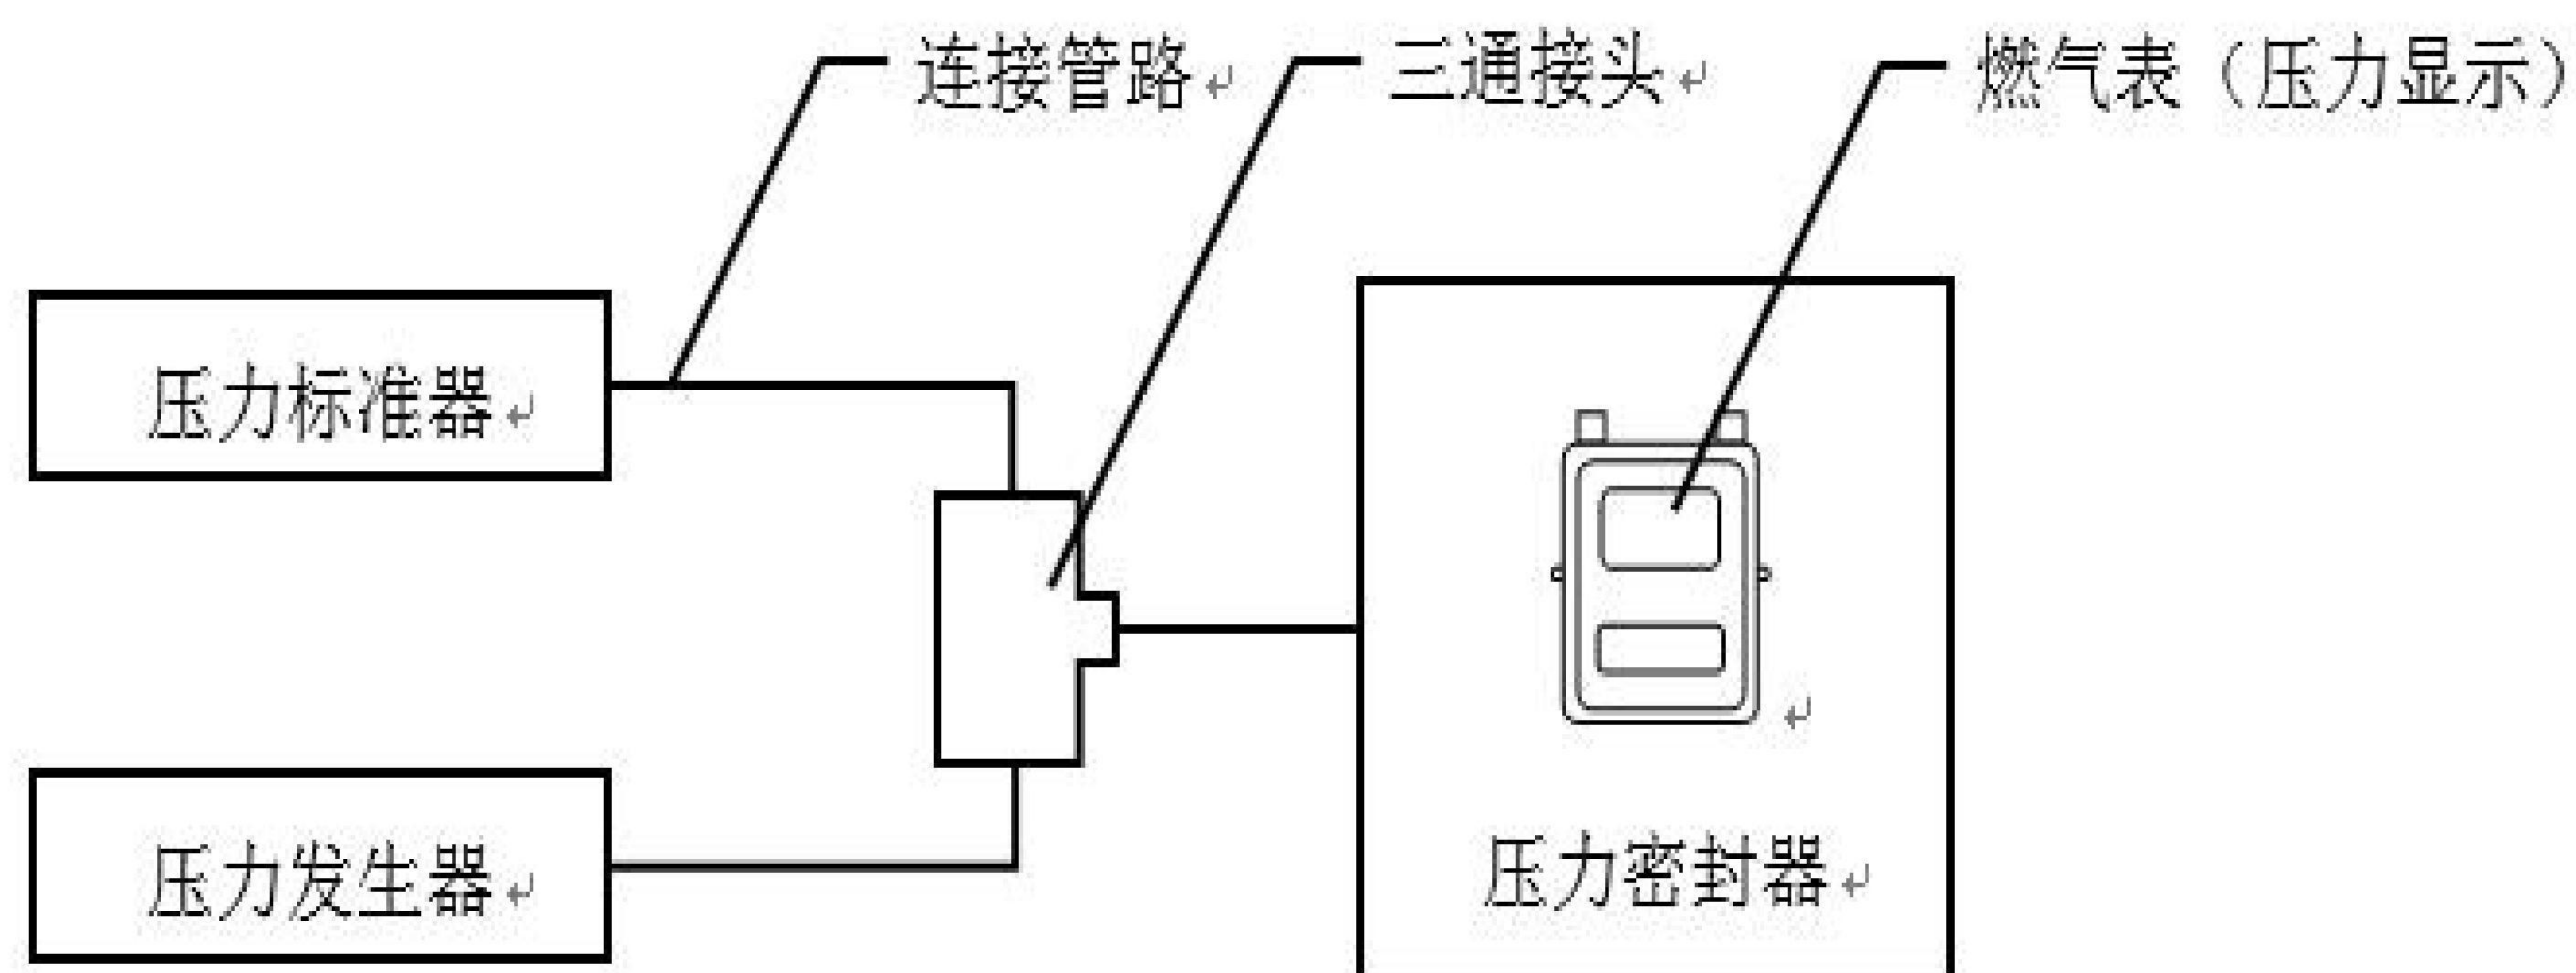 连接管路
三通接头
燃气表（压力显示）
压力标准器
压力发生器
压力密封器